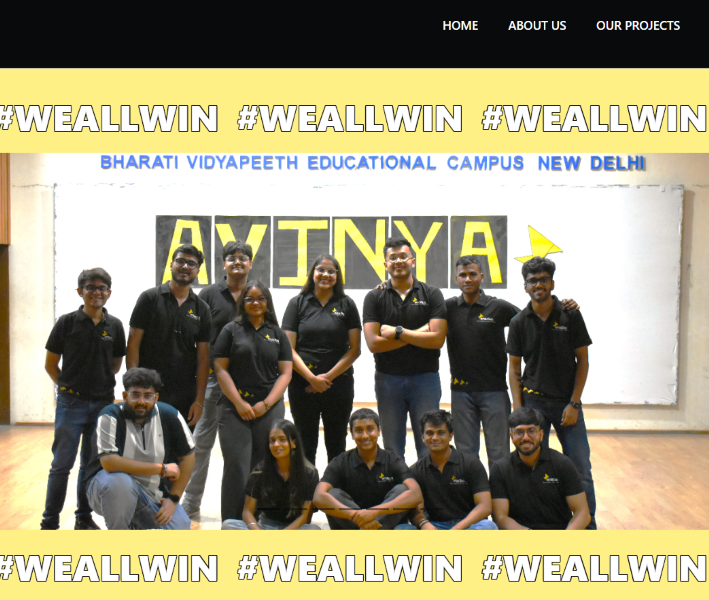 HOME ABOUT US OUR PROJECTS
#WEALLWIN #WEALLWIN #WEALLWIN
BHARATI VIDYAPEETH EDUCATIONAL CAMPUS NEW DELHI
AVINYA
#WEALLWIN #WEALLWIN #WEALLWIN